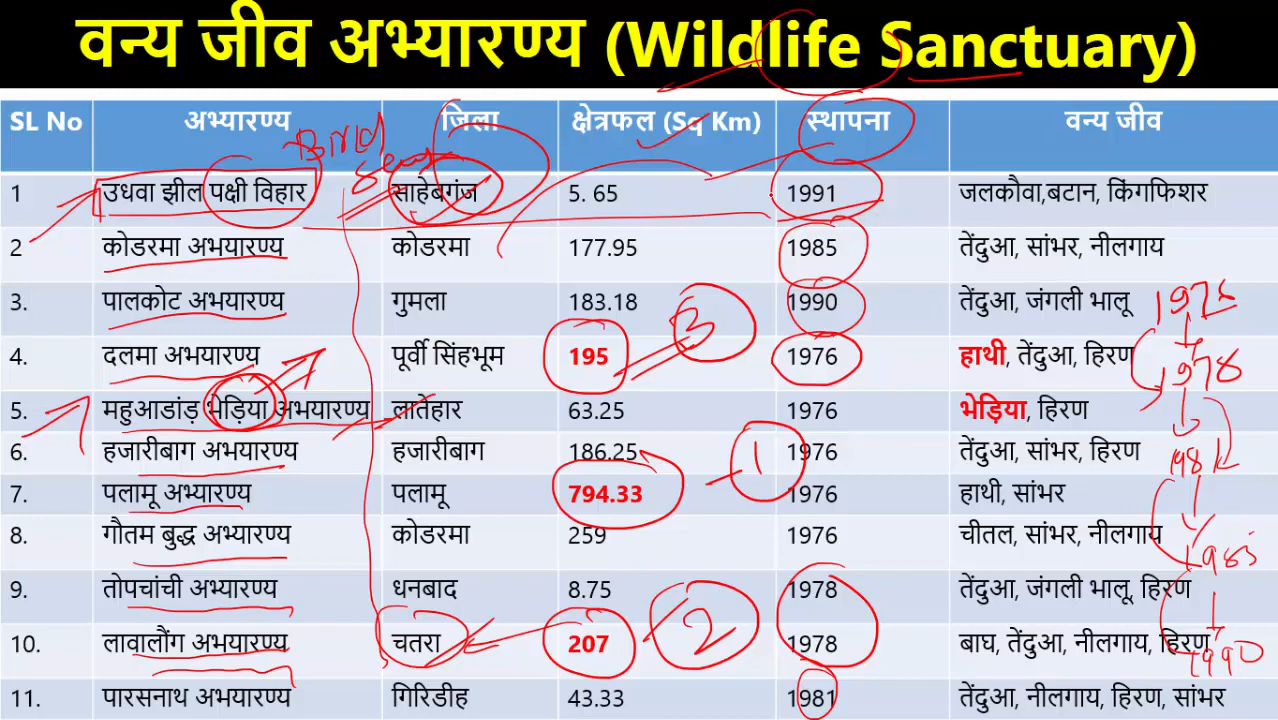 वन्य जीव अभ्यारण्य (Wildlife Sanctuary)
SL No अभ्यारण्य जिला क्षेत्रफल (Sq Km) स्थापना वन्य जीव
Bird
1 उधवा झील पक्षी विहार साहेबगंज 5. 65 1991 जलकौवा,बटान, किंगफिशर
2 कोडरमा अभयारण्य कोडरमा 177.95 1985 तेंदुआ, सांभर, नीलगाय
3. पालकोट अभयारण्य गुमला 183.18 1990 तेंदुआ, जंगली भालू
3
4. दलमा अभयारण्य पूर्वी सिंहभूम 195 1976 हाथी, तेंदुआ, हिरण
1978
5. महुआडांड़ भेड़िया अभयारण्य लातेहार 63.25 1976 भेड़िया, हिरण
6. हजारीबाग अभयारण्य हजारीबाग 186.25 1976 तेंदुआ, सांभर, हिरण
1
7. पलामू अभ्यारण्य पलामू 794.33 1976 हाथी, सांभर
8. गौतम बुद्ध अभ्यारण्य कोडरमा 259 1976 चीतल, सांभर, नीलगाय
1985
9. तोपचांची अभ्यारण्य धनबाद 8.75 1978 तेंदुआ, जंगली भालू, हिरण
2
10. लावालौंग अभयारण्य चतरा 207 1978 बाघ, तेंदुआ, नीलगाय, हिरण
1990
11. पारसनाथ अभयारण्य गिरिडीह 43.33 1981 तेंदुआ, नीलगाय, हिरण, सांभर